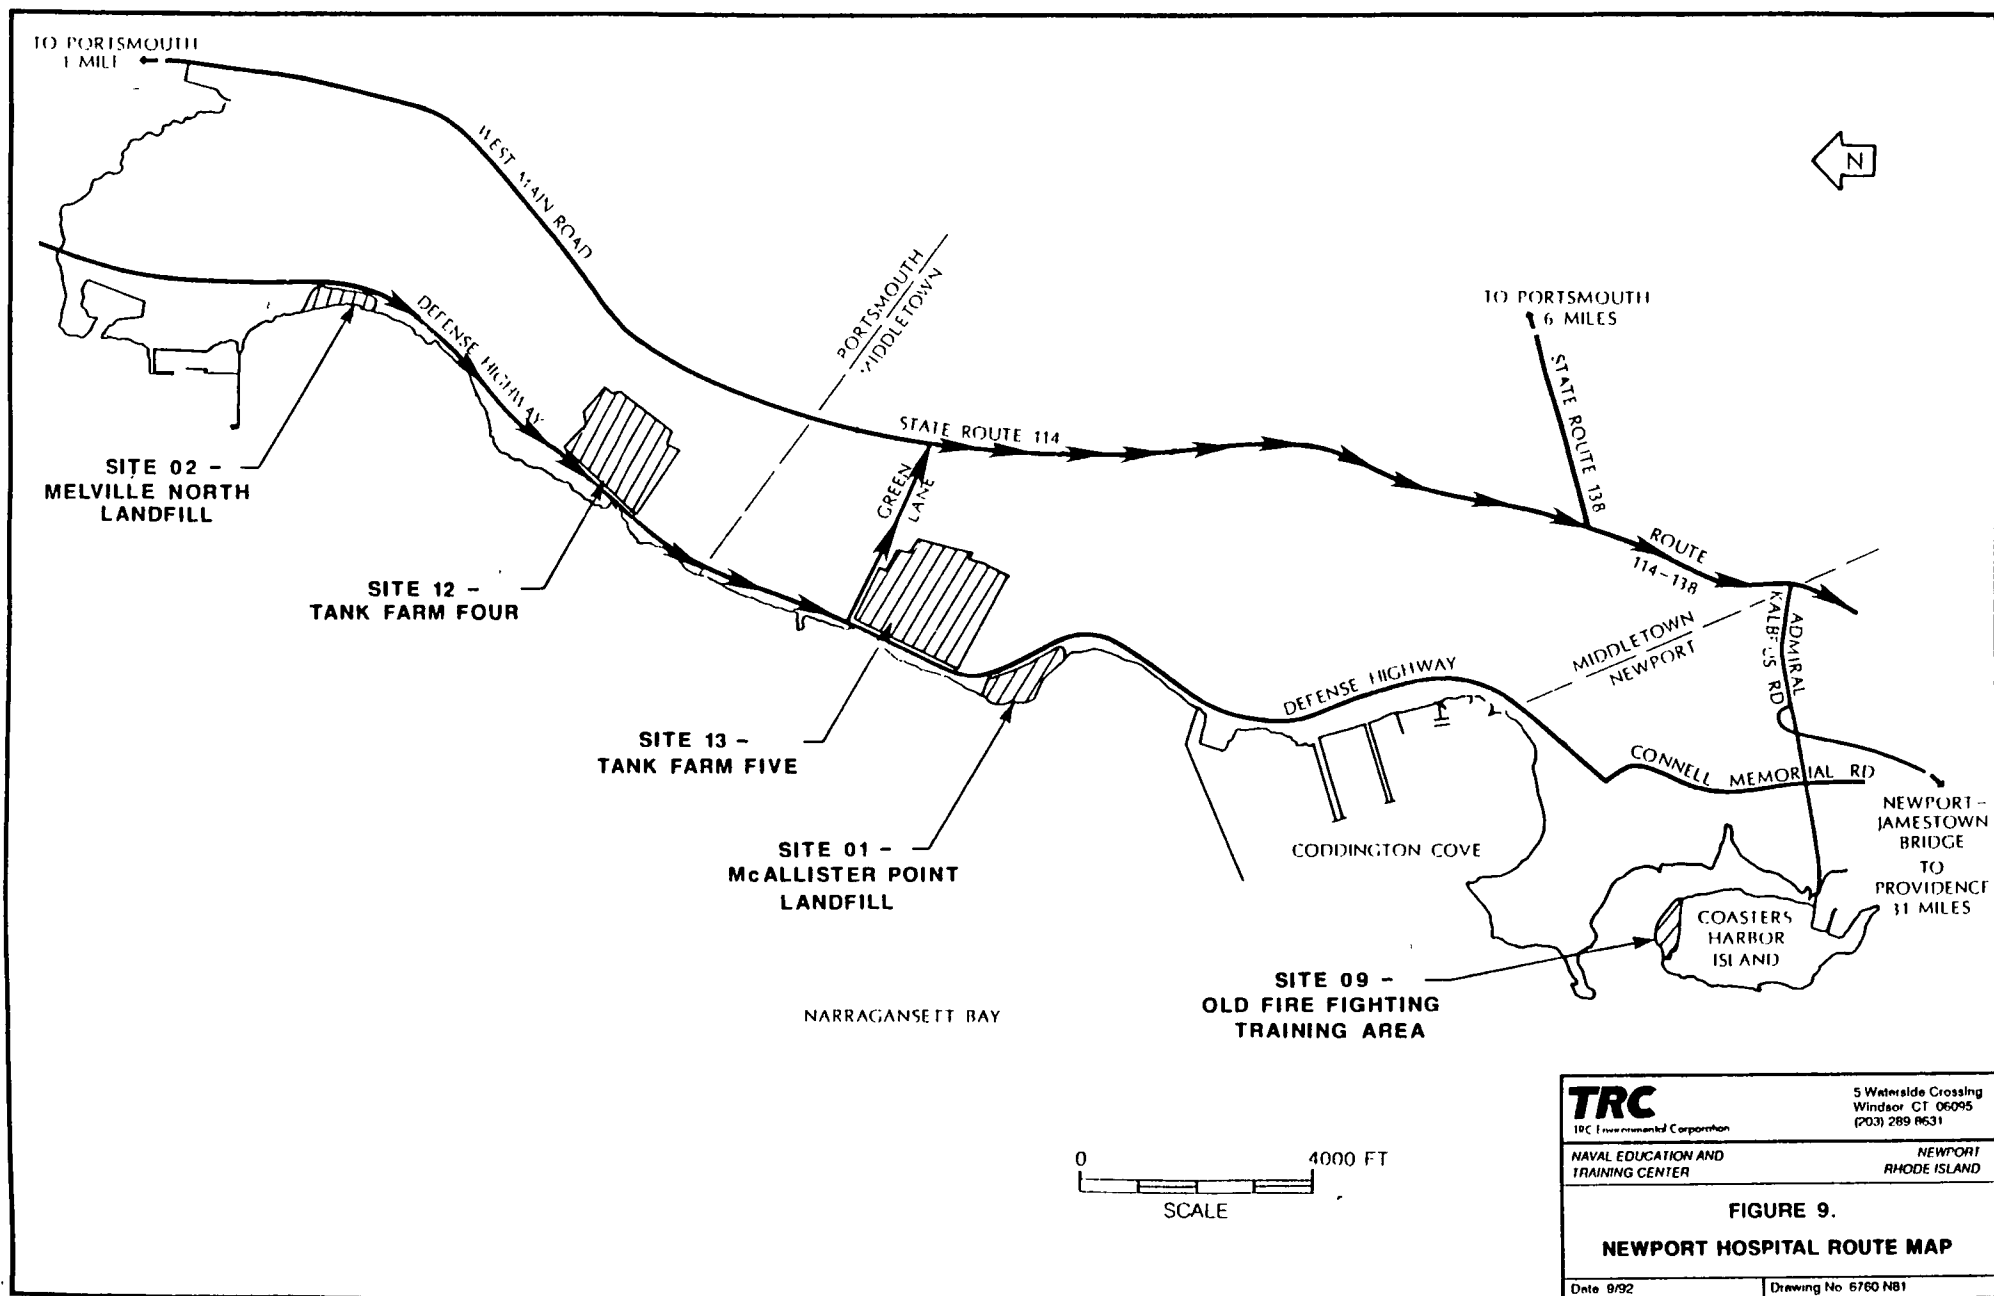 TO PORTSMOUTH
1 MILE
WEST MAIN ROAD
N
PORTSMOUTH
MIDDLETOWN
DEFENSE HIGHWAY
TO PORTSMOUTH
6 MILES
STATE ROUTE 138
STATE ROUTE 114
GREEN
LANE
SITE 02 -
MELVILLE NORTH
LANDFILL
ROUTE
114-138
SITE 12 -
TANK FARM FOUR
ADMIRAL
KALBFUS RD
MIDDLETOWN
NEWPORT
DEFENSE HIGHWAY
SITE 13 -
TANK FARM FIVE
CONNELL MEMORIAL RD
NEWPORT -
JAMESTOWN
BRIDGE
TO
PROVIDENCE
31 MILES
SITE 01 -
McALLISTER POINT
LANDFILL
CODDINGTON COVE
COASTERS
HARBOR
ISLAND
SITE 09 -
OLD FIRE FIGHTING
TRAINING AREA
NARRAGANSETT BAY
0 4000 FT
SCALE
TRC
TRC Environmental Corporation
5 Waterside Crossing
Windsor CT 06095
(203) 289 8631
NAVAL EDUCATION AND
TRAINING CENTER
NEWPORT
RHODE ISLAND
FIGURE 9.
NEWPORT HOSPITAL ROUTE MAP
Date 9/92
Drawing No 6760 N81